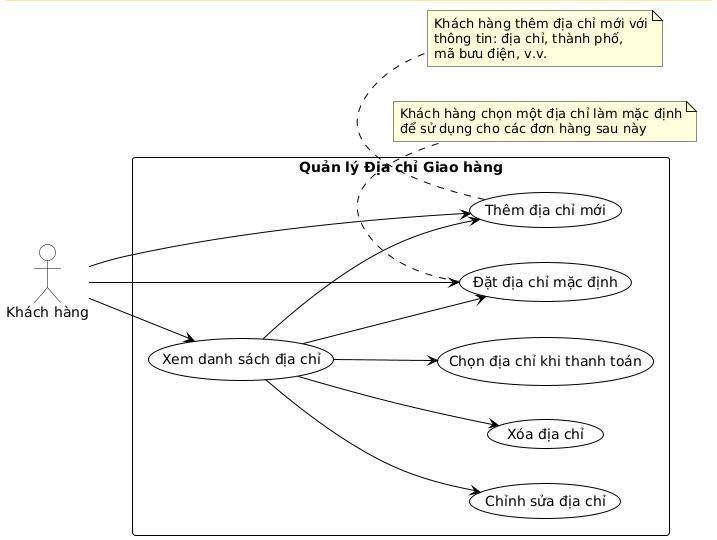 Khách hàng thêm địa chỉ mới với
thông tin: địa chỉ, thành phố,
mã bưu điện, v.v.
Khách hàng chọn một địa chỉ làm mặc định
để sử dụng cho các đơn hàng sau này
Quản lý Địa chỉ Giao hàng
Thêm địa chỉ mới
Đặt địa chỉ mặc định
Khách hàng
Xem danh sách địa chỉ
Chọn địa chỉ khi thanh toán
Xóa địa chỉ
Chỉnh sửa địa chỉ